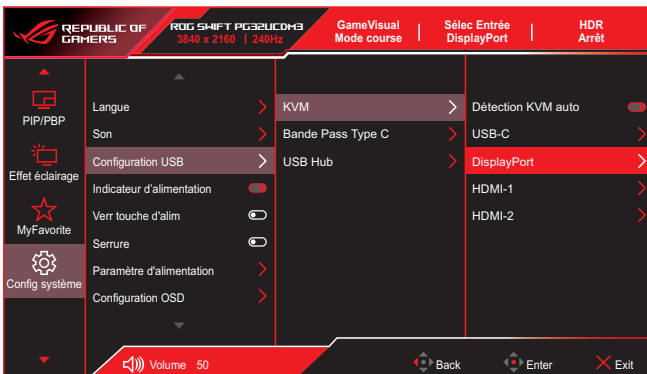 REPUBLIC OF
GAMERS
ROG SHIFT PG32UCDM3
3840 x 2160 | 240Hz
GameVisual
Mode course
Sélec Entrée
DisplayPort
HDR
Arrêt
PIP/PBP
Effet éclairage
MyFavorite
Config système
Langue
Son
Configuration USB
Indicateur d'alimentation
Verr touche d'alim
Serrure
Paramètre d'alimentation
Configuration OSD
KVM
Bande Pass Type C
USB Hub
Détection KVM auto
USB-C
DisplayPort
HDMI-1
HDMI-2
Volume 50
Back
Enter
Exit